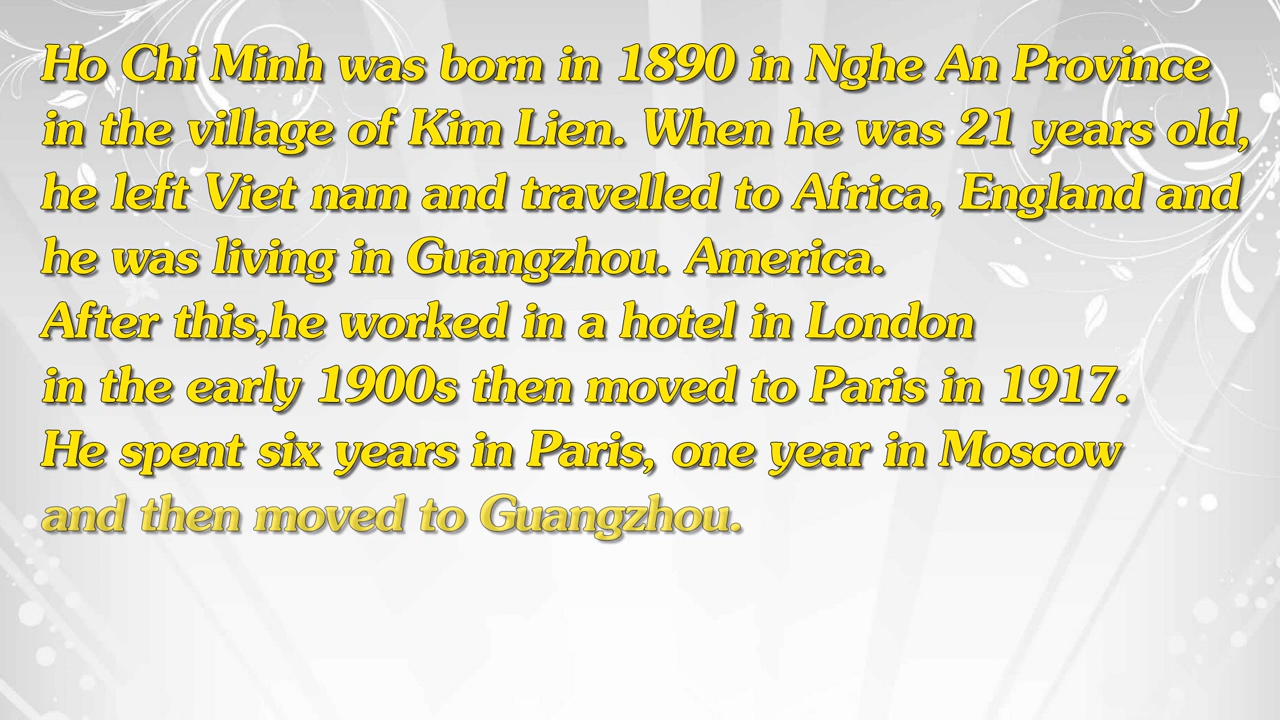 Ho Chi Minh was born in 1890 in Nghe An Province
in the village of Kim Lien. When he was 21 years old,
he left Viet nam and travelled to Africa, England and
he was living in Guangzhou. America.
After this,he worked in a hotel in London
in the early 1900s then moved to Paris in 1917.
He spent six years in Paris, one year in Moscow
and then moved to Guangzhou.